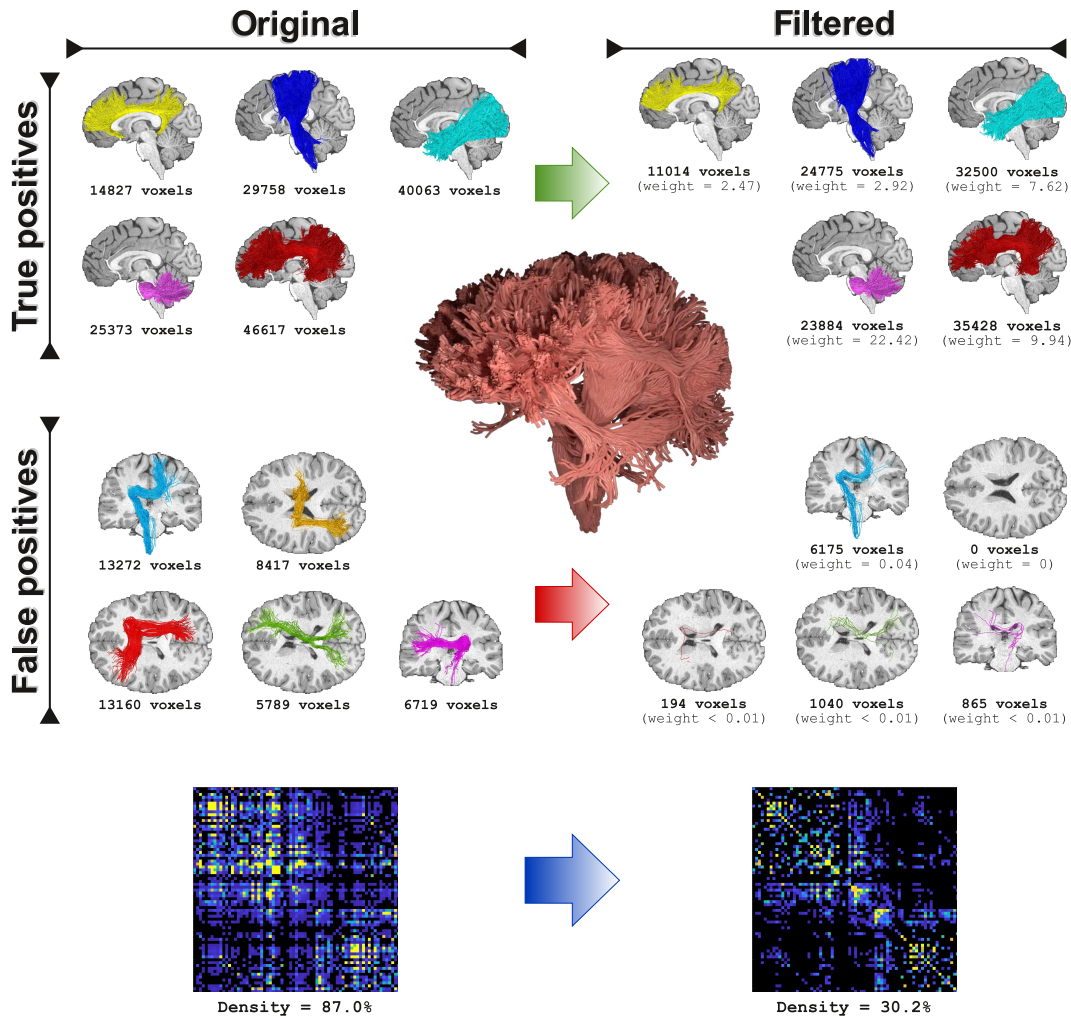 Original
Filtered
True positives
14827 voxels
29758 voxels
40063 voxels
11014 voxels
(weight = 2.47)
24775 voxels
(weight = 2.92)
32500 voxels
(weight = 7.62)
25373 voxels
46617 voxels
23884 voxels
(weight = 22.42)
35428 voxels
(weight = 9.94)
False positives
13272 voxels
8417 voxels
6175 voxels
(weight = 0.04)
0 voxels
(weight = 0)
13160 voxels
5789 voxels
6719 voxels
194 voxels
(weight < 0.01)
1040 voxels
(weight < 0.01)
865 voxels
(weight < 0.01)
Density = 87.0%
Density = 30.2%